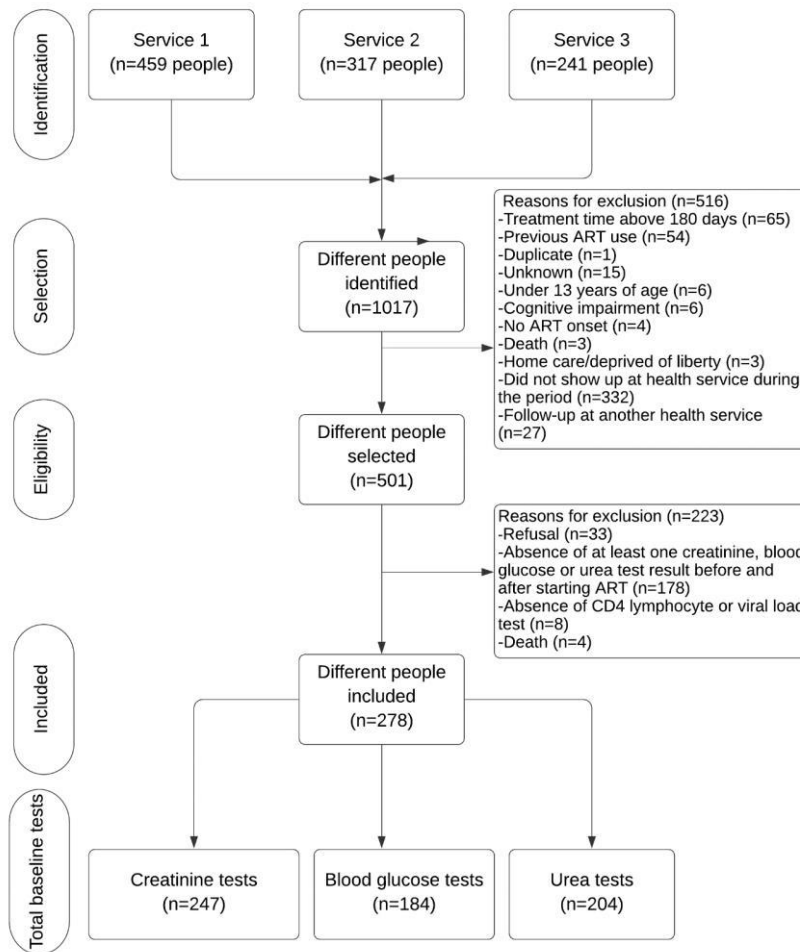 Identification
Service 1
(n=459 people)
Service 2
(n=317 people)
Service 3
(n=241 people)
Selection
Different people
identified
(n=1017)
Reasons for exclusion (n=516)
-Treatment time above 180 days (n=65)
-Previous ART use (n=54)
-Duplicate (n=1)
-Unknown (n=15)
-Under 13 years of age (n=6)
-Cognitive impairment (n=6)
-No ART onset (n=4)
-Death (n=3)
-Home care/deprived of liberty (n=3)
-Did not show up at health service during
the period (n=332)
-Follow-up at another health service
(n=27)
Eligibility
Different people
selected
(n=501)
Reasons for exclusion (n=223)
-Refusal (n=33)
-Absence of at least one creatinine, blood
glucose or urea test result before and
after starting ART (n=178)
-Absence of CD4 lymphocyte or viral load
test (n=8)
-Death (n=4)
Included
Different people
included
(n=278)
Total baseline tests
Creatinine tests
(n=247)
Blood glucose tests
(n=184)
Urea tests
(n=204)